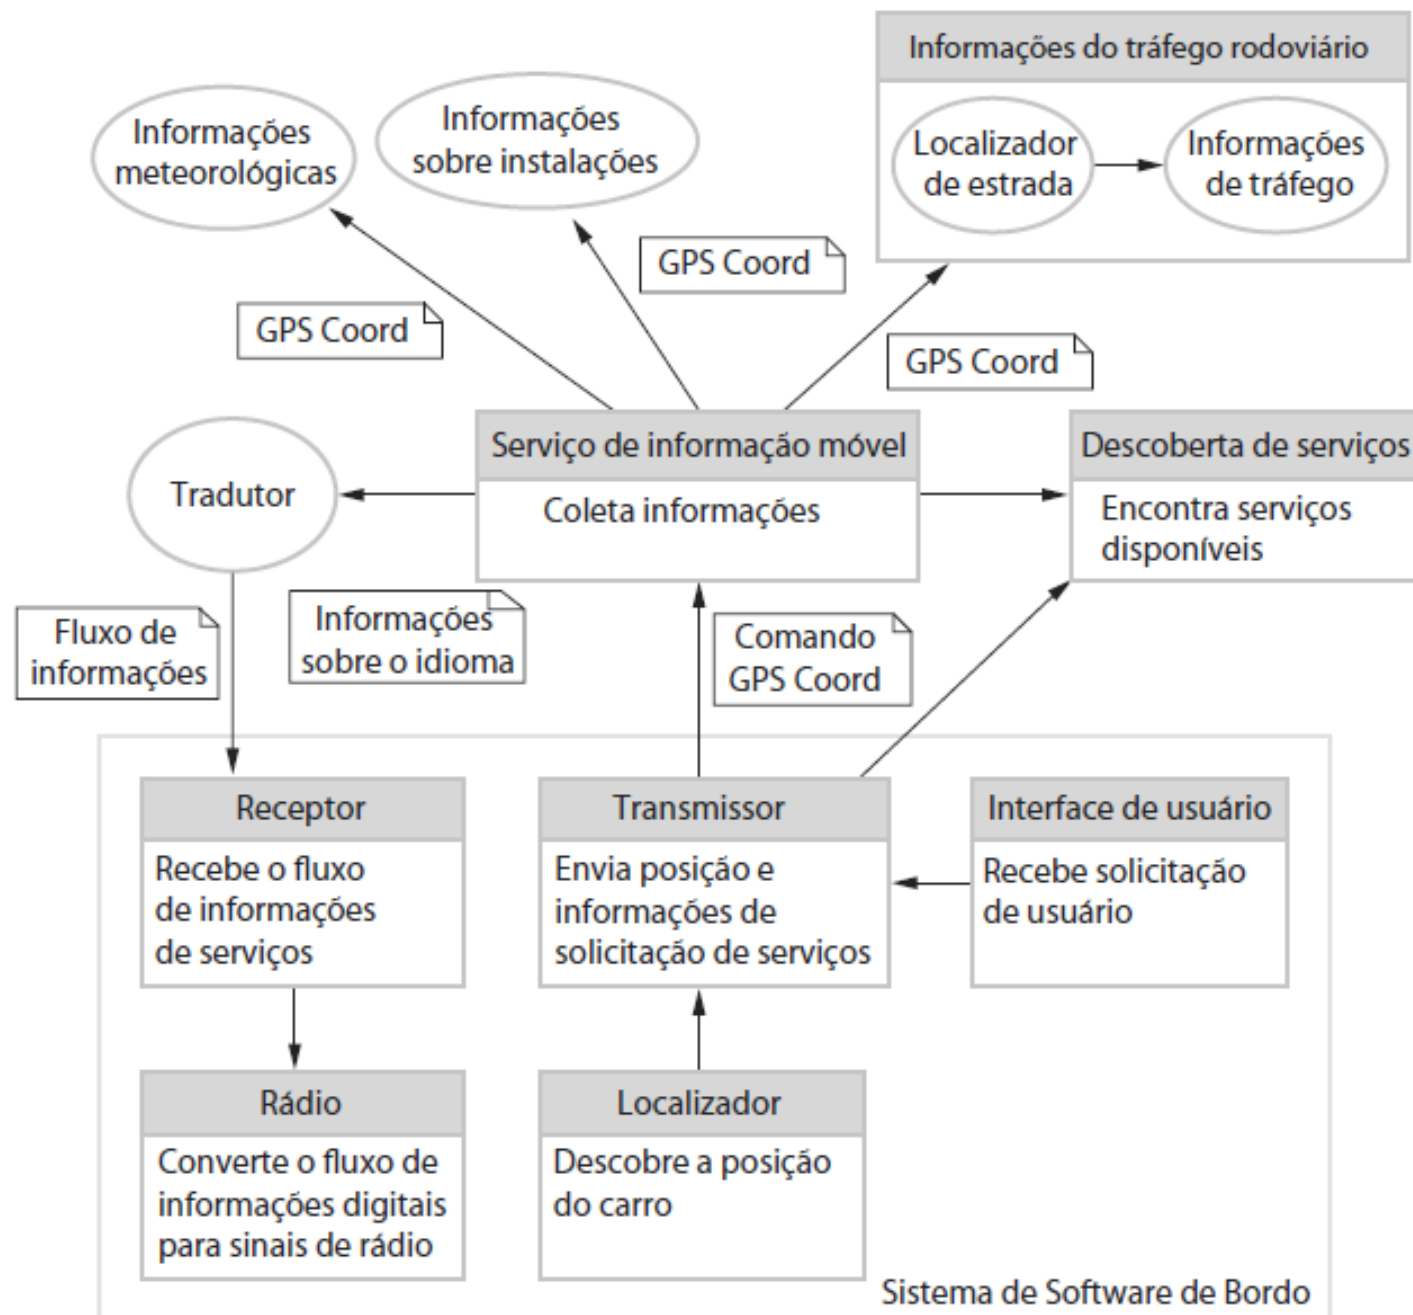 Informações do tráfego rodoviário
Informações
meteorológicas
Informações
sobre instalações
Localizador
de estrada
Informações
de tráfego
GPS Coord
GPS Coord
GPS Coord
Tradutor
Serviço de informação móvel
Coleta informações
Descoberta de serviços
Encontra serviços
disponíveis
Fluxo de
informações
Informações
sobre o idioma
Comando
GPS Coord
Receptor
Recebe o fluxo
de informações
de serviços
Transmissor
Envia posição e
informações de
solicitação de serviços
Interface de usuário
Recebe solicitação
de usuário
Rádio
Converte o fluxo de
informações digitais
para sinais de rádio
Localizador
Descobre a posição
do carro
Sistema de Software de Bordo